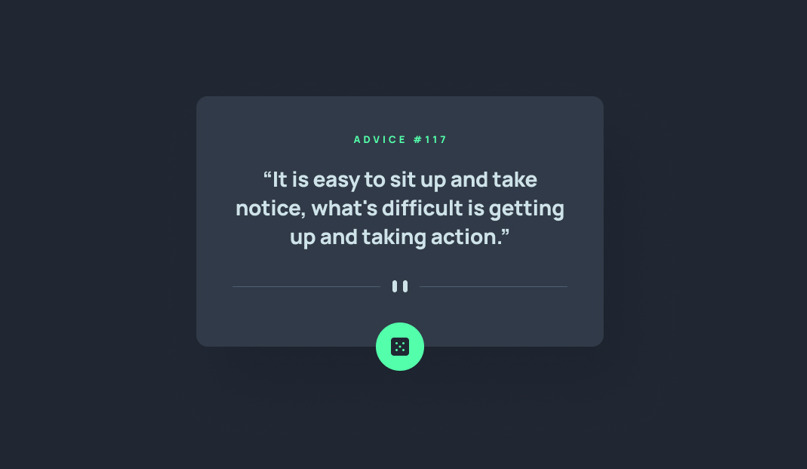 ADVICE #117
“It is easy to sit up and take
notice, what's difficult is getting
up and taking action.”